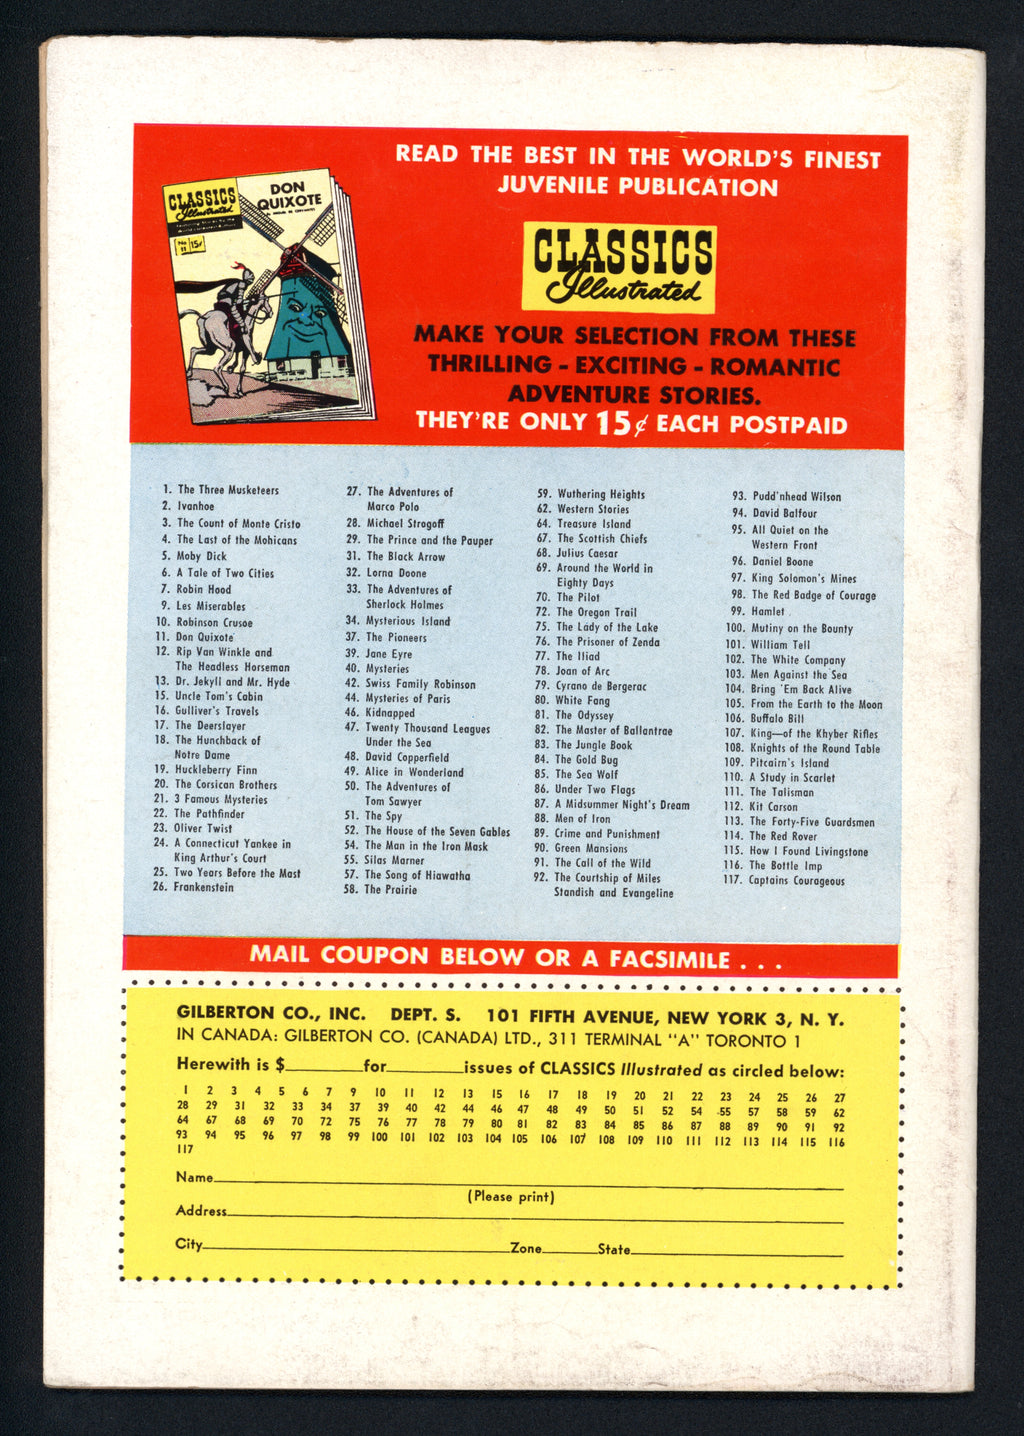 READ THE BEST IN THE WORLD'S FINEST
JUVENILE PUBLICATION
CLASSICS
Illustrated
DON
QUIXOTE
No.
11
15¢
CLASSICS
Illustrated
MAKE YOUR SELECTION FROM THESE
THRILLING - EXCITING - ROMANTIC
ADVENTURE STORIES.
THEY'RE ONLY 15¢ EACH POSTPAID
1. The Three Musketeers
2. Ivanhoe
3. The Count of Monte Cristo
4. The Last of the Mohicans
5. Moby Dick
6. A Tale of Two Cities
7. Robin Hood
9. Les Miserables
10. Robinson Crusoe
11. Don Quixote
12. Rip Van Winkle and
The Headless Horseman
13. Dr. Jekyll and Mr. Hyde
15. Uncle Tom's Cabin
16. Gulliver's Travels
17. The Deerslayer
18. The Hunchback of
Notre Dame
19. Huckleberry Finn
20. The Corsican Brothers
21. 3 Famous Mysteries
22. The Pathfinder
23. Oliver Twist
24. A Connecticut Yankee in
King Arthur's Court
25. Two Years Before the Mast
26. Frankenstein
27. The Adventures of
Marco Polo
28. Michael Strogoff
29. The Prince and the Pauper
31. The Black Arrow
32. Lorna Doone
33. The Adventures of
Sherlock Holmes
34. Mysterious Island
37. The Pioneers
39. Jane Eyre
40. Mysteries
42. Swiss Family Robinson
44. Mysteries of Paris
46. Kidnapped
47. Twenty Thousand Leagues
Under the Sea
48. David Copperfield
49. Alice in Wonderland
50. The Adventures of
Tom Sawyer
51. The Spy
52. The House of the Seven Gables
54. The Man in the Iron Mask
55. Silas Marner
57. The Song of Hiawatha
58. The Prairie
59. Wuthering Heights
62. Western Stories
64. Treasure Island
67. The Scottish Chiefs
68. Julius Caesar
69. Around the World in
Eighty Days
70. The Pilot
72. The Oregon Trail
75. The Lady of the Lake
76. The Prisoner of Zenda
77. The Iliad
78. Joan of Arc
79. Cyrano de Bergerac
80. White Fang
81. The Odyssey
82. The Master of Ballantrae
83. The Jungle Book
84. The Gold Bug
85. The Sea Wolf
86. Under Two Flags
87. A Midsummer Night's Dream
88. Men of Iron
89. Crime and Punishment
90. Green Mansions
91. The Call of the Wild
92. The Courtship of Miles
Standish and Evangeline
93. Pudd'nhead Wilson
94. David Balfour
95. All Quiet on the
Western Front
96. Daniel Boone
97. King Solomon's Mines
98. The Red Badge of Courage
99. Hamlet
100. Mutiny on the Bounty
101. William Tell
102. The White Company
103. Men Against the Sea
104. Bring 'Em Back Alive
105. From the Earth to the Moon
106. Buffalo Bill
107. King—of the Khyber Rifles
108. Knights of the Round Table
109. Pitcairn's Island
110. A Study in Scarlet
111. The Talisman
112. Kit Carson
113. The Forty-Five Guardsmen
114. The Red Rover
115. How I Found Livingstone
116. The Bottle Imp
117. Captains Courageous
MAIL COUPON BELOW OR A FACSIMILE . . .
GILBERTON CO., INC. DEPT. S. 101 FIFTH AVENUE, NEW YORK 3, N. Y.
IN CANADA: GILBERTON CO. (CANADA) LTD., 311 TERMINAL "A" TORONTO 1
Herewith is $ for issues of CLASSICS Illustrated as circled below:
1 2 3 4 5 6 7 9 10 11 12 13 15 16 17 18 19 20 21 22 23 24 25 26 27
28 29 31 32 33 34 37 39 40 42 44 46 47 48 49 50 51 52 54 55 57 58 59 62
64 67 68 69 70 72 75 76 77 78 79 80 81 82 83 84 85 86 87 88 89 90 91 92
93 94 95 96 97 98 99 100 101 102 103 104 105 106 107 108 109 110 111 112 113 114 115 116
117
Name
(Please print)
Address
City Zone State